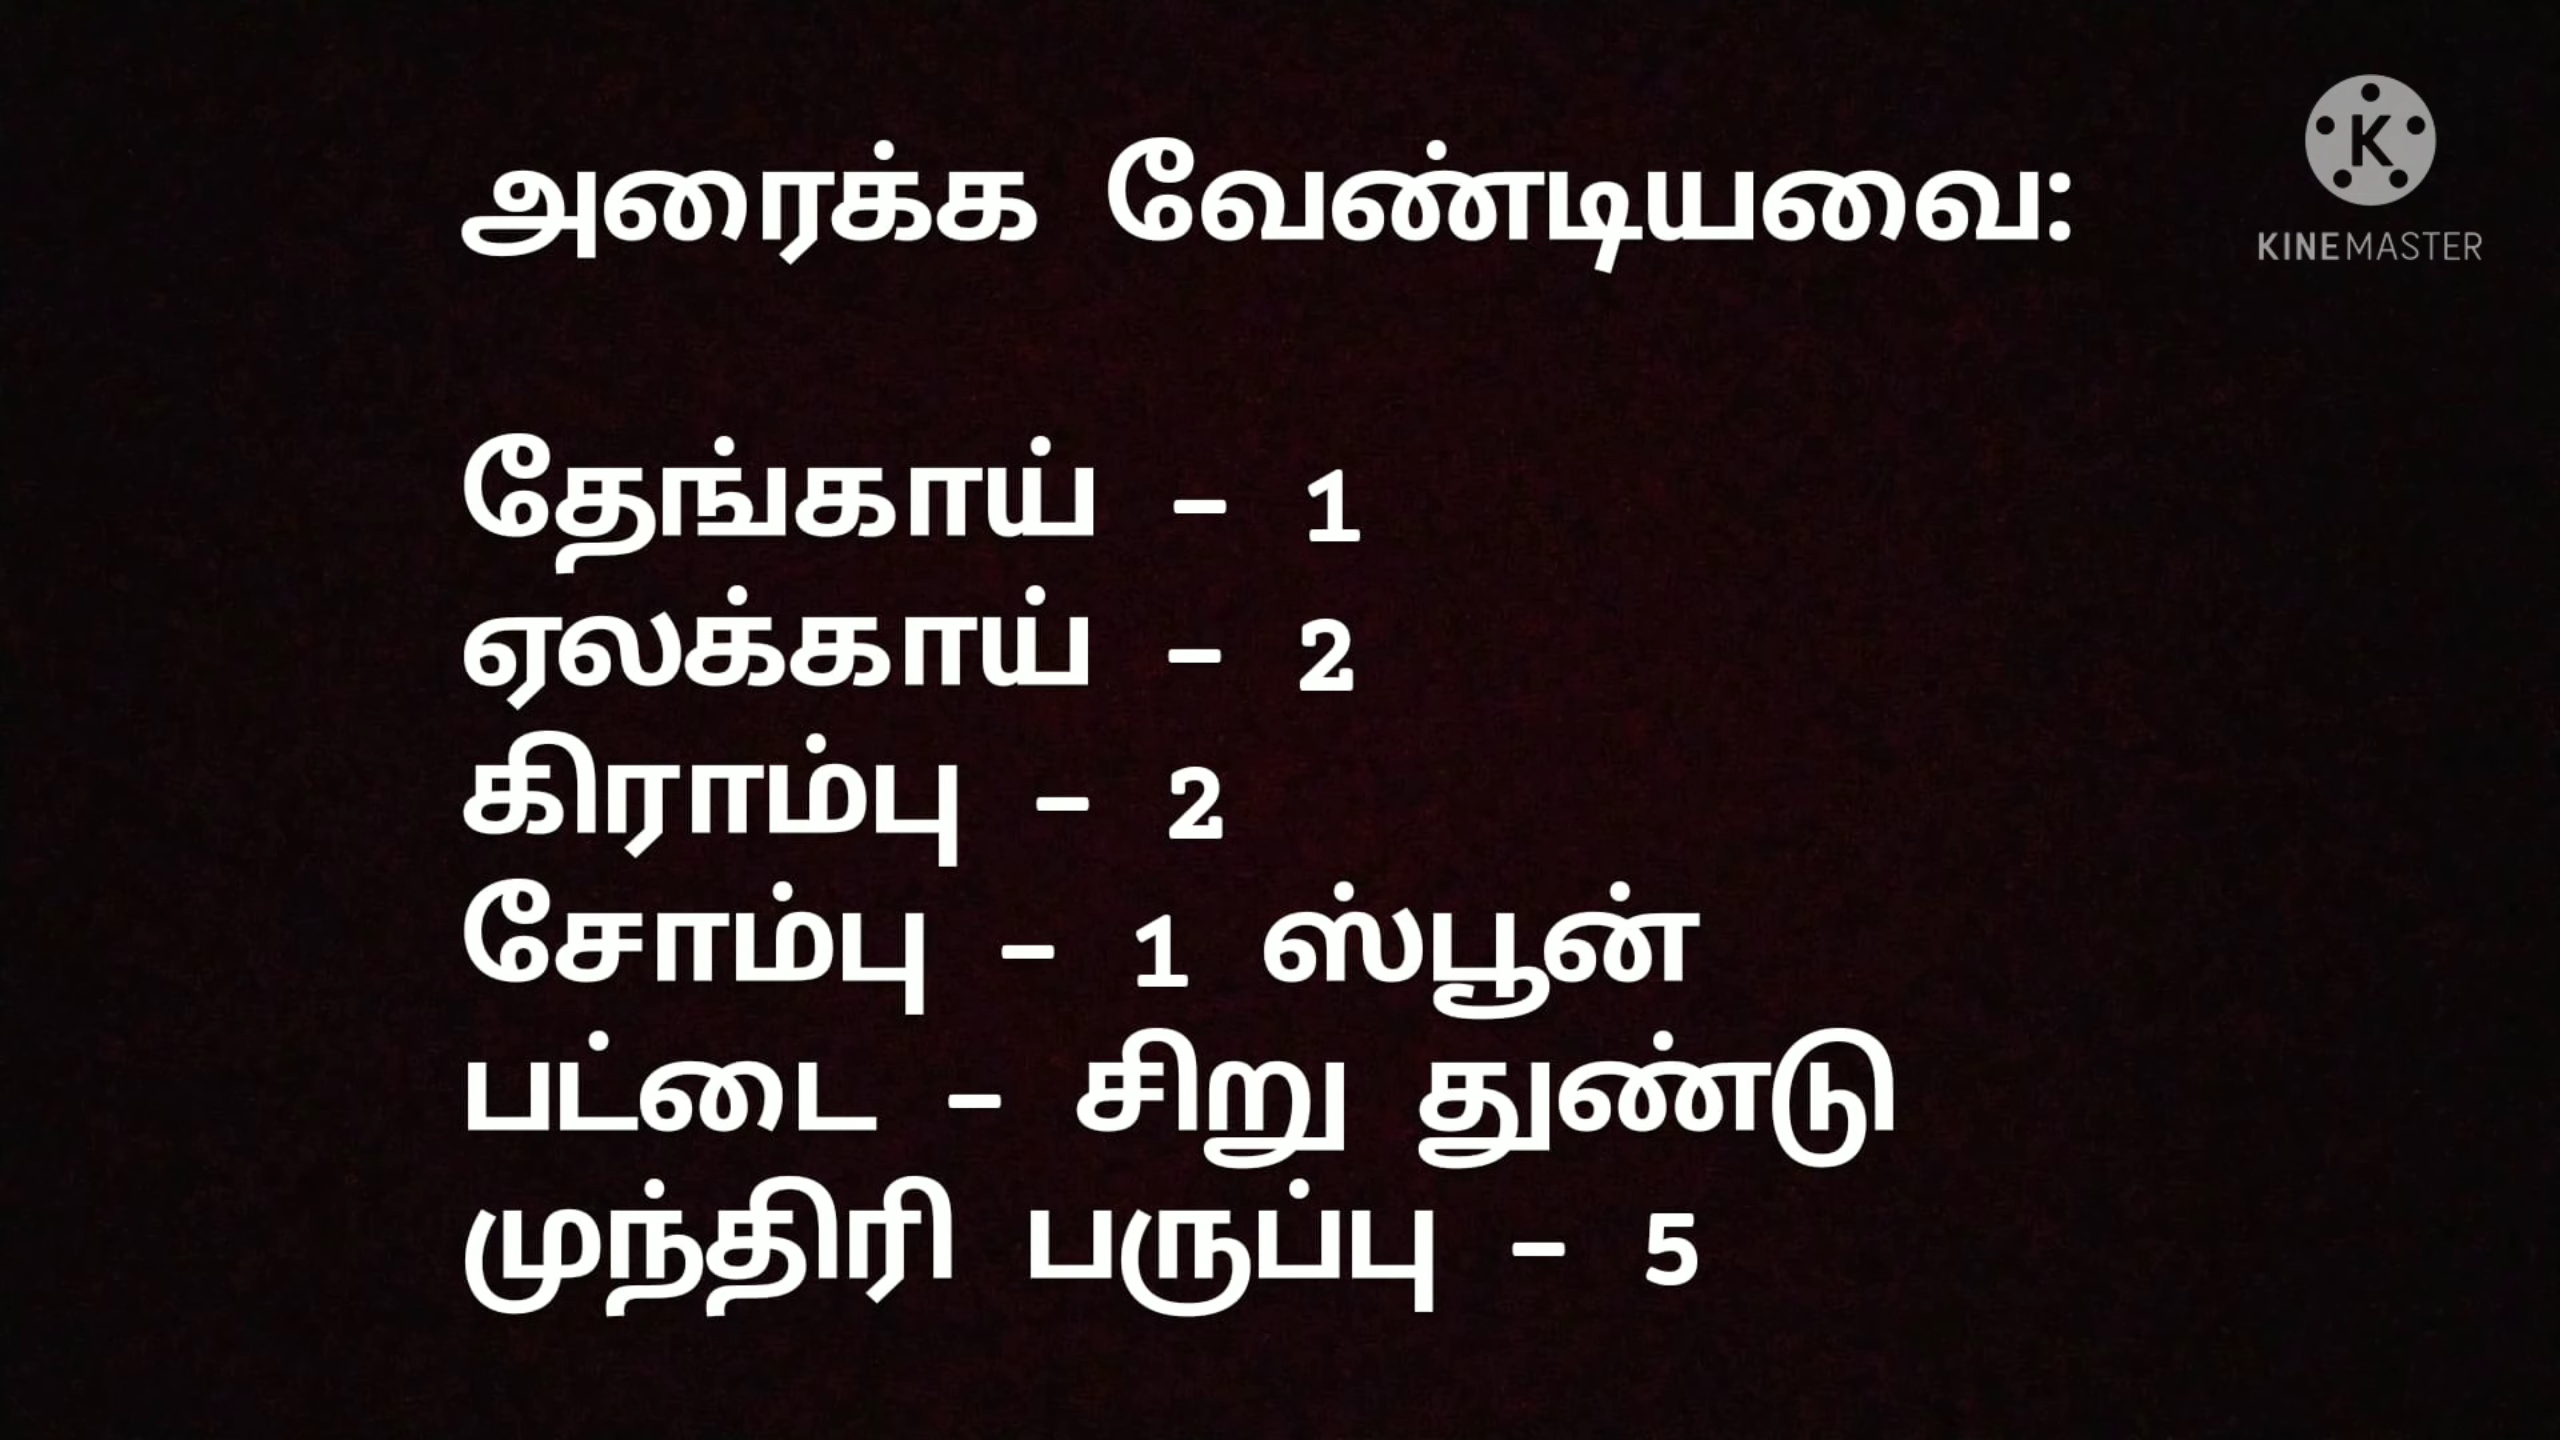 அரைக்க வேண்டியவை:
K
KINEMASTER
தேங்காய் - 1
ஏலக்காய் - 2
கிராம்பு - 2
சோம்பு - 1 ஸ்பூன்
பட்டை - சிறு துண்டு
முந்திரி பருப்பு - 5